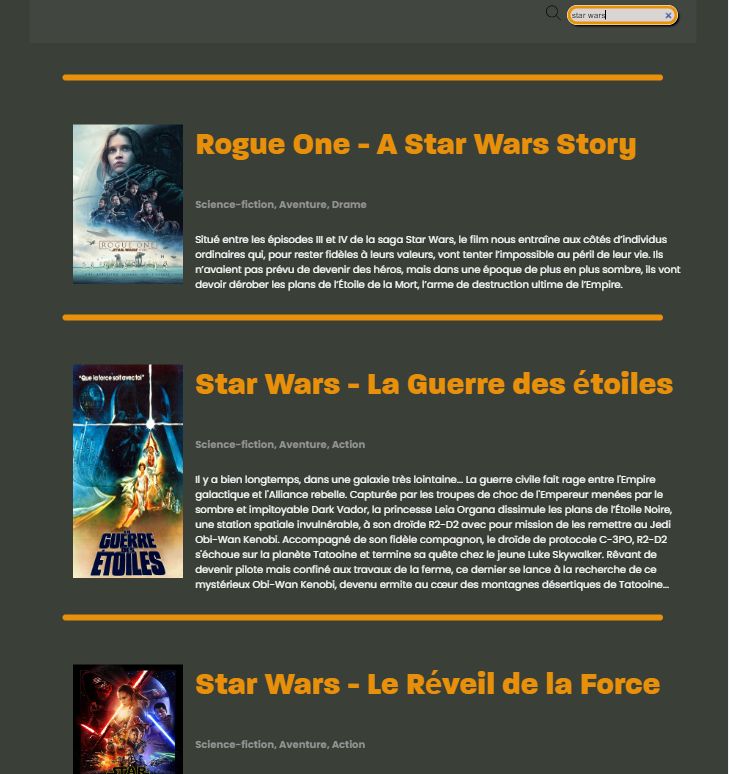 star wars
Rogue One - A Star Wars Story
ROGUE ONE
Science-fiction, Aventure, Drame
Situé entre les épisodes III et IV de la saga Star Wars, le film nous entraîne aux côtés d’individus
ordinaires qui, pour rester fidèles à leurs valeurs, vont tenter l’impossible au péril de leur vie. Ils
n’avaient pas prévu de devenir des héros, mais dans une époque de plus en plus sombre, ils vont
devoir dérober les plans de l’Étoile de la Mort, l’arme de destruction ultime de l’Empire.
"Que la force soit avec toi"
LA
GUERRE
DES
ÉTOILES
Star Wars - La Guerre des étoiles
Science-fiction, Aventure, Action
Il y a bien longtemps, dans une galaxie très lointaine… La guerre civile fait rage entre l'Empire
galactique et l'Alliance rebelle. Capturée par les troupes de choc de l'Empereur menées par le
sombre et impitoyable Dark Vador, la princesse Leia Organa dissimule les plans de l’Étoile Noire,
une station spatiale invulnérable, à son droïde R2-D2 avec pour mission de les remettre au Jedi
Obi-Wan Kenobi. Accompagné de son fidèle compagnon, le droïde de protocole C-3PO, R2-D2
s'échoue sur la planète Tatooine et termine sa quête chez le jeune Luke Skywalker. Rêvant de
devenir pilote mais confiné aux travaux de la ferme, ce dernier se lance à la recherche de ce
mystérieux Obi-Wan Kenobi, devenu ermite au cœur des montagnes désertiques de Tatooine…
Star Wars - Le Réveil de la Force
Science-fiction, Aventure, Action
STAR